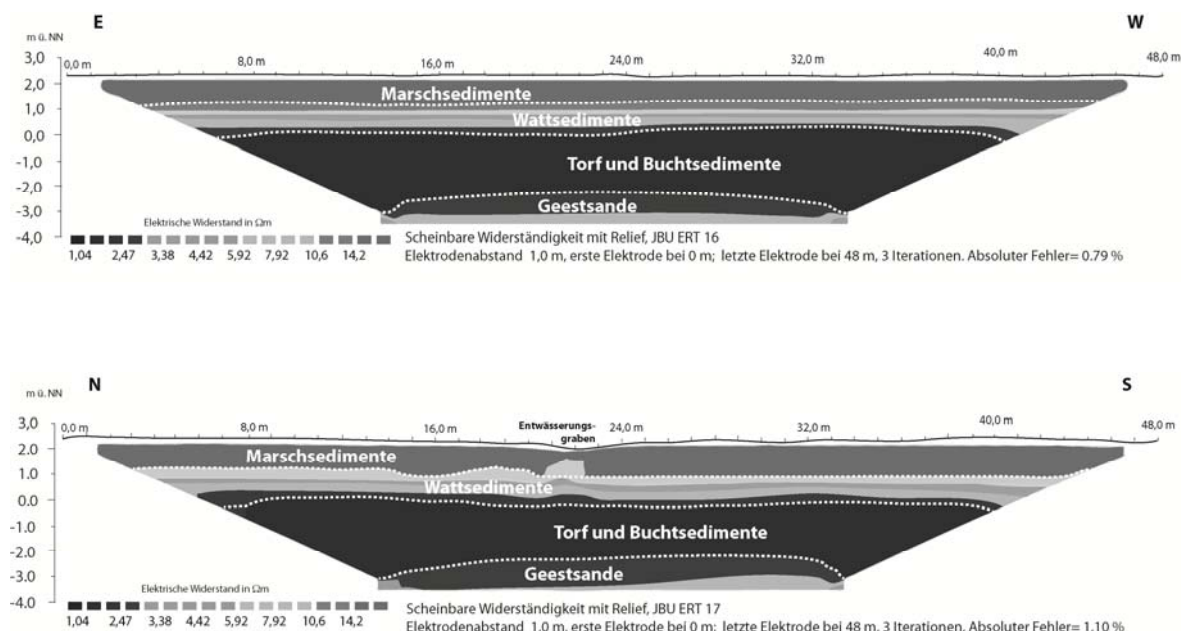 E W
m ü. NN
3,0 0,0 m 8,0 m 16,0 m 24,0 m 32,0 m 40,0 m 48,0 m
2,0
Marschsedimente
1,0
Wattsedimente
0,0
-1,0
Torf und Buchtsedimente
-2,0
Geestsande
-3,0
-4,0
Elektrische Widerstand in Ωm
1,04 2,47 3,38 4,42 5,92 7,92 10,6 14,2
Scheinbare Widerständigkeit mit Relief, JBU ERT 16
Elektrodenabstand 1,0 m, erste Elektrode bei 0 m; letzte Elektrode bei 48 m, 3 Iterationen. Absoluter Fehler= 0.79 %
N S
m ü. NN
3,0 0,0 m 8,0 m 16,0 m Entwässerungs-
graben 24,0 m 32,0 m 40,0 m 48,0 m
2,0
Marschsedimente
1.0
Wattsedimente
0.0
-1.0
Torf und Buchtsedimente
-2.0
Geestsande
-3.0
-4.0
Elektrische Widerstand in Ωm
1,04 2,47 3,38 4,42 5,92 7,92 10,6 14,2
Scheinbare Widerständigkeit mit Relief, JBU ERT 17
Elektrodenabstand 1,0 m, erste Elektrode bei 0 m; letzte Elektrode bei 48 m, 3 Iterationen. Absoluter Fehler= 1.10 %